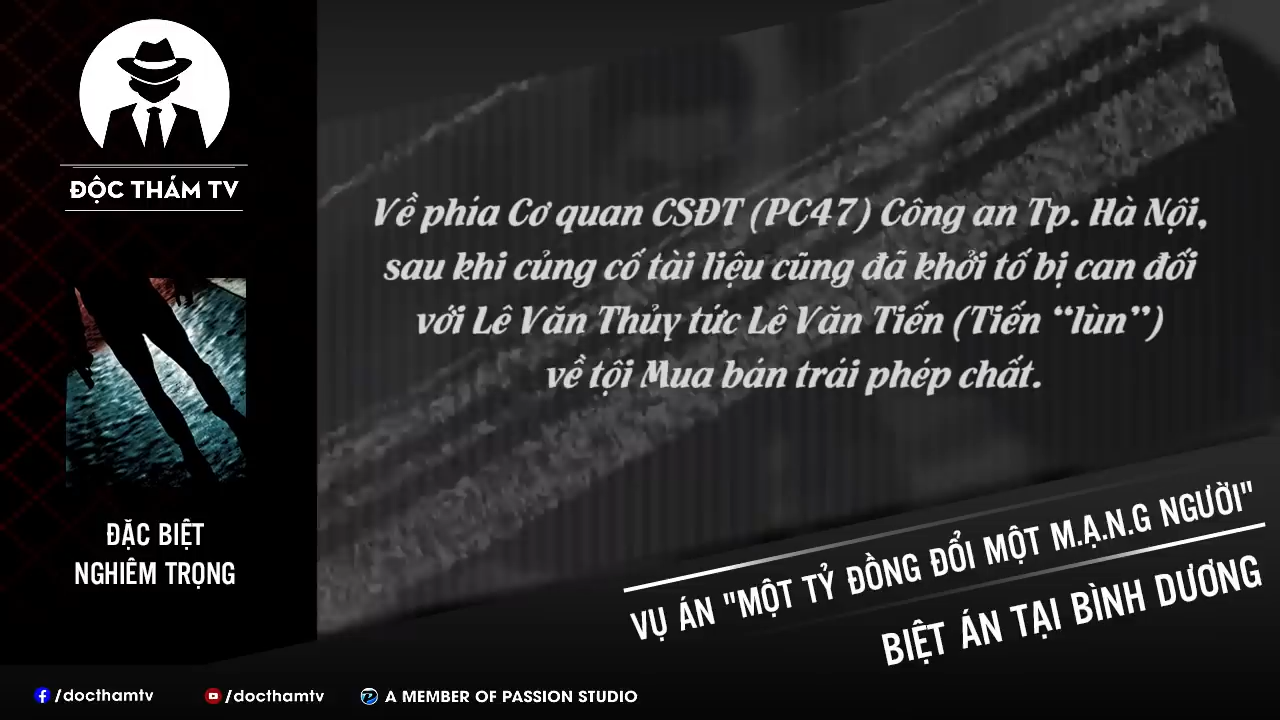 ĐỘC THÁM TV
ĐẶC BIỆT
NGHIÊM TRỌNG
Về phía Cơ quan CSĐT (PC47) Công an Tp. Hà Nội,
sau khi củng cố tài liệu cũng đã khởi tố bị can đối
với Lê Văn Thủy tức Lê Văn Tiến (Tiến “lùn”)
về tội Mua bán trái phép chất.
VỤ ÁN "MỘT TỶ ĐỒNG ĐỔI MỘT M.Ạ.N.G NGƯỜI"
BIỆT ÁN TẠI BÌNH DƯƠNG
/docthamtv
/docthamtv
A MEMBER OF PASSION STUDIO